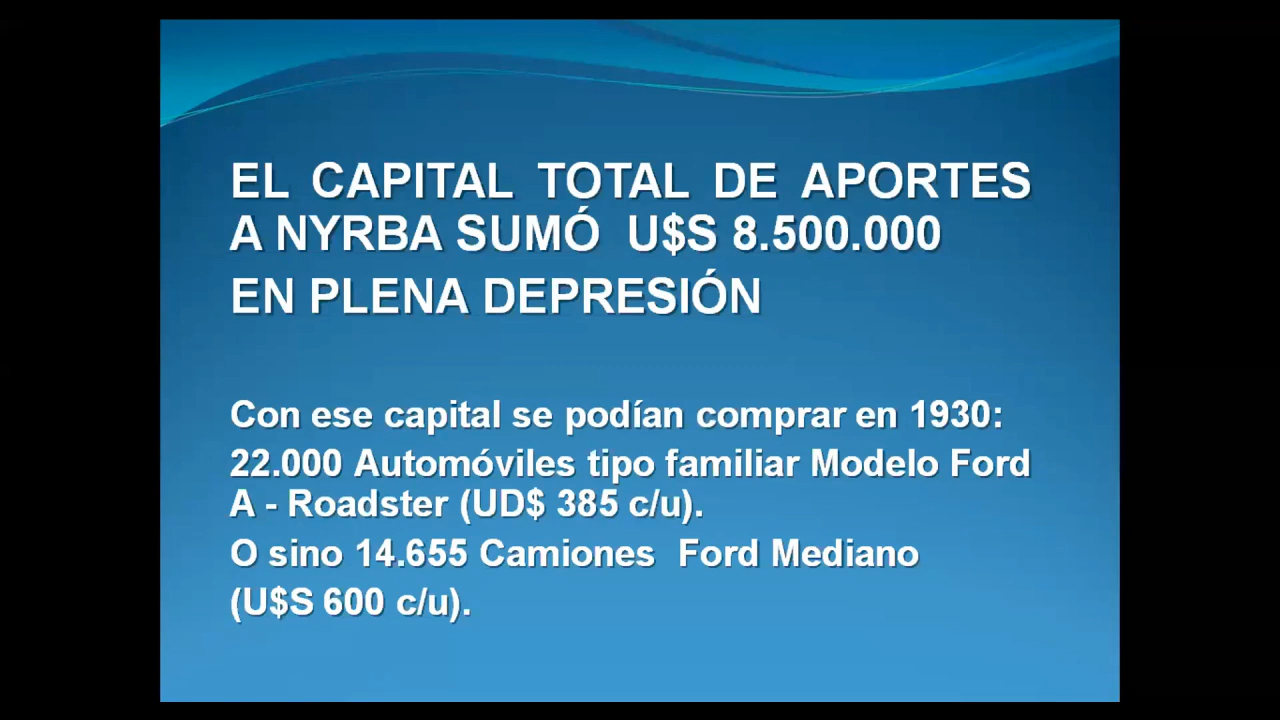 EL CAPITAL TOTAL DE APORTES
A NYRBA SUMÓ U$S 8.500.000
EN PLENA DEPRESIÓN
Con ese capital se podían comprar en 1930:
22.000 Automóviles tipo familiar Modelo Ford
A - Roadster (UD$ 385 c/u).
O sino 14.655 Camiones Ford Mediano
(U$S 600 c/u).